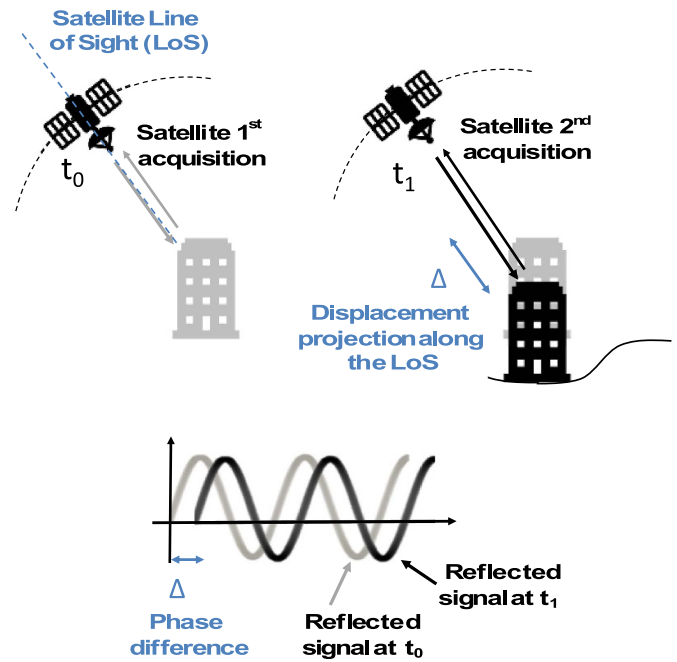 Satellite Line
of Sight (LoS)
Satellite 1st
acquisition
t0
Satellite 2nd
acquisition
t1
Δ
Displacement
projection along
the LoS
Δ
Phase
difference
Reflected
signal at t0
Reflected
signal at t1